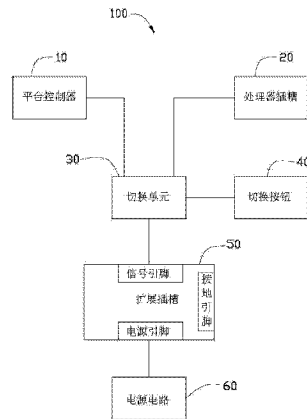 100
10
20
平台控制器
处理器插槽
30
40
切换单元
切换按钮
50
信号引脚
扩展插槽
接地引脚
电源引脚
电源电路
60